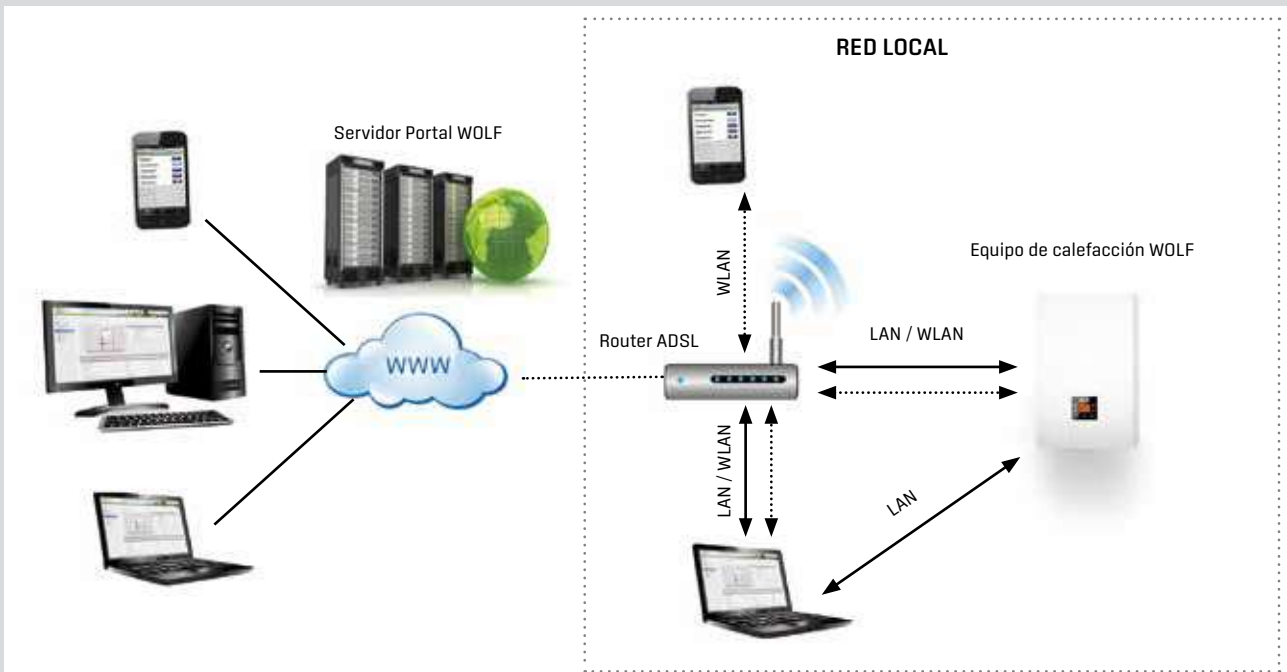 RED LOCAL
Servidor Portal WOLF
Equipo de calefacción WOLF
WLAN
Router ADSL
LAN / WLAN
WWW
LAN / WLAN
LAN